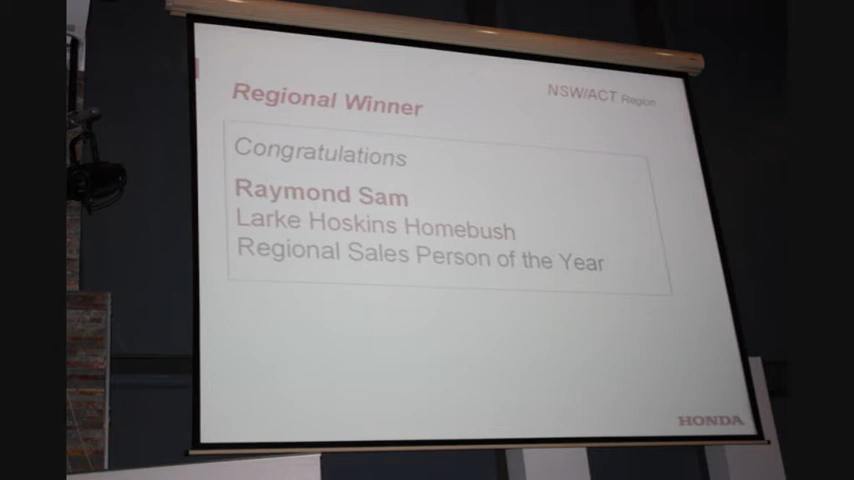 Regional Winner
NSW/ACT Region
Congratulations
Raymond Sam
Larke Hoskins Homebush
Regional Sales Person of the Year
HONDA